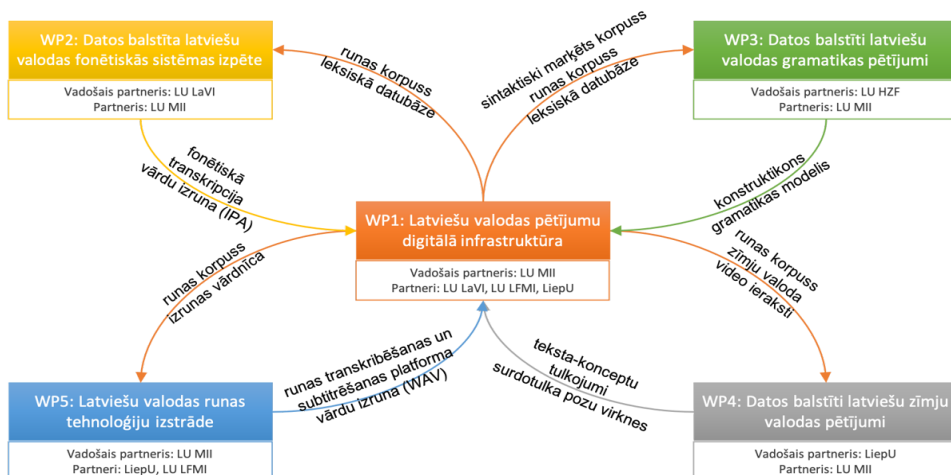 WP2: Datos balstīta latviešu
valodas fonētiskās sistēmas izpēte
Vadošais partneris: LU LaVI
Partneris: LU MII
runas korpuss
leksiskā datubāze
sintaktiski marķēts korpuss
runas korpuss
leksiskā datubāze
WP3: Datos balstīti latviešu
valodas gramatikas pētījumi
Vadošais partneris: LU HZF
Partneris: LU MII
fonētiskā
transkripcija
vārdu izruna (IPA)
konstruktikons
gramatikas modelis
WP1: Latviešu valodas pētījumu
digitālā infrastruktūra
Vadošais partneris: LU MII
Partneri: LU LaVI, LU LFMI, LiepU
runas korpuss
izrunas vārdnīca
runas korpuss
zīmju valoda
video ieraksti
runas transkribēšanas un
subtitrēšanas platforma
vārdu izruna (WAV)
teksta-konceptu
tulkojumi
surdotulka pozu virknes
WP5: Latviešu valodas runas
tehnoloģiju izstrāde
Vadošais partneris: LU MII
Partneri: LiepU, LU LFMI
WP4: Datos balstīti latviešu zīmju
valodas pētījumi
Vadošais partneris: LiepU
Partneris: LU MII